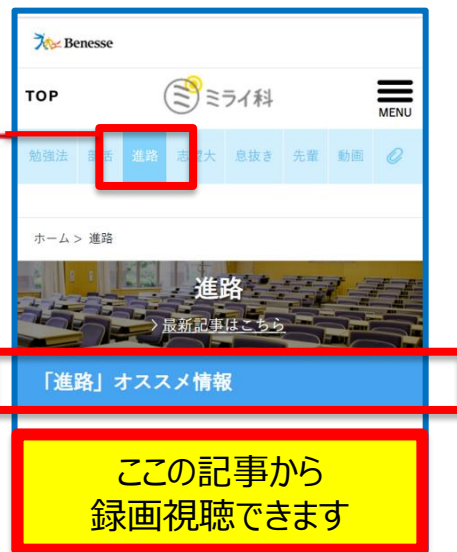 Benesse
TOP
ミライ科
MENU
勉強法 部活 進路 志望大 息抜き 先輩 動画
ホーム > 進路
進路
> 最新記事はこちら
「進路」オススメ情報
ここの記事から
録画視聴できます